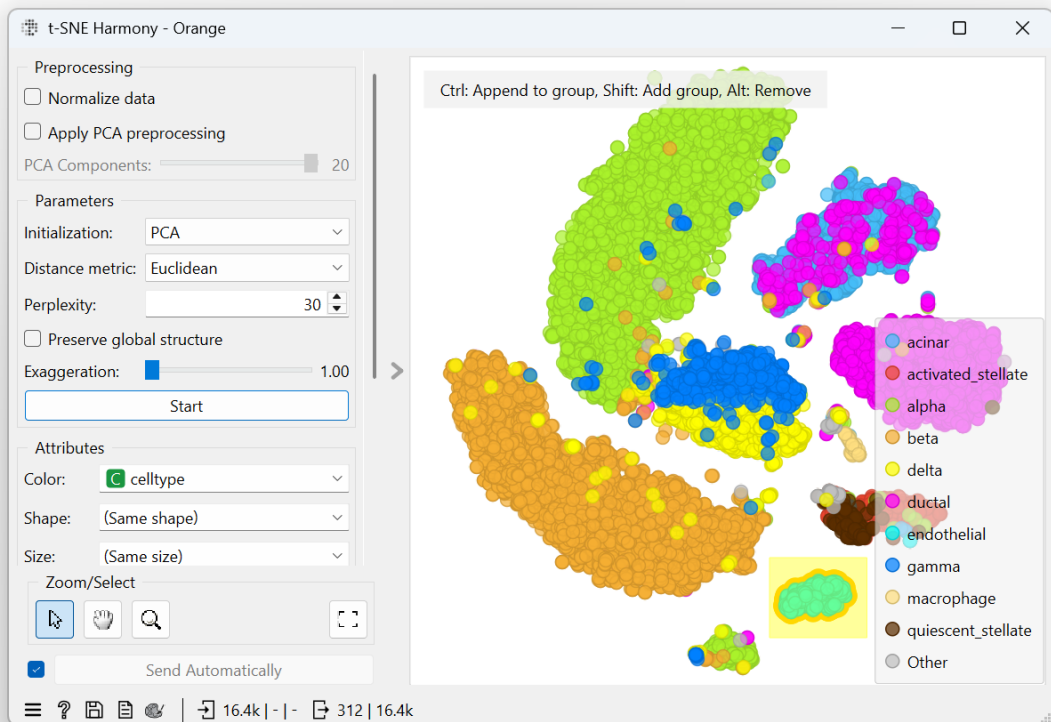 t-SNE Harmony - Orange
Preprocessing
Normalize data
Apply PCA preprocessing
PCA Components: 20
Parameters
Initialization: PCA
Distance metric: Euclidean
Perplexity: 30
Preserve global structure
Exaggeration: 1.00
Start
Attributes
Color: C celltype
Shape: (Same shape)
Size: (Same size)
Zoom/Select
Send Automatically
? 16.4k | - | - 312 | 16.4k
Ctrl: Append to group, Shift: Add group, Alt: Remove
acinar
activated_stellate
alpha
beta
delta
ductal
endothelial
gamma
macrophage
quiescent_stellate
Other